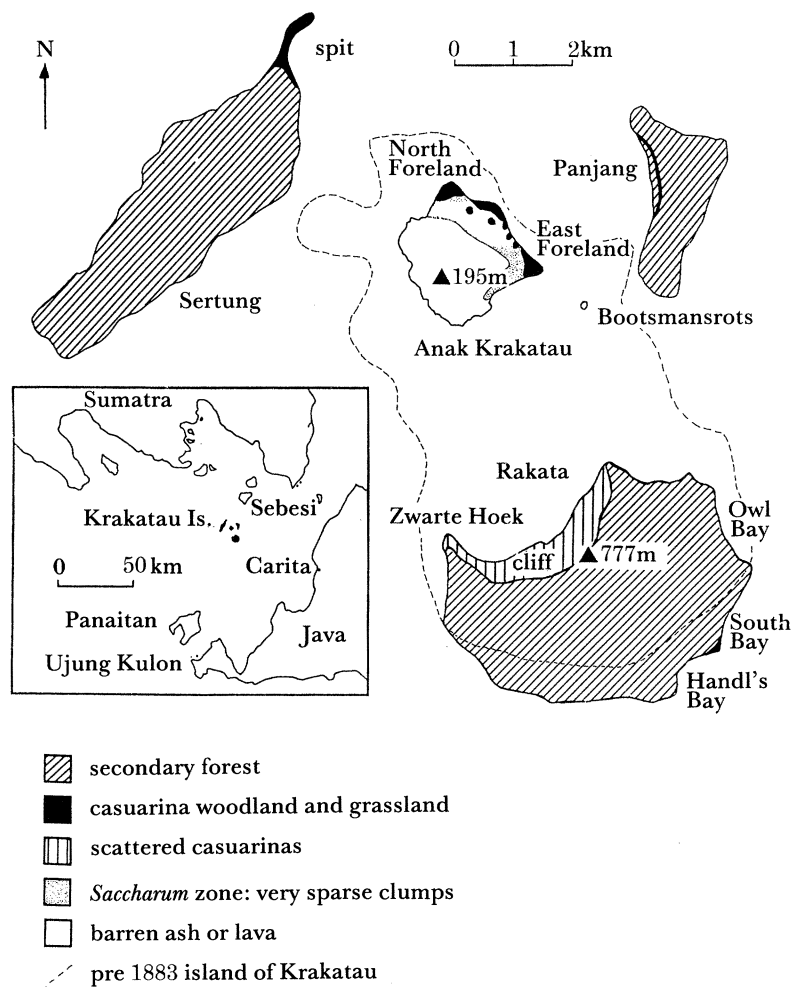 N
spit
0 1 2km
North
Foreland
Panjang
East
Foreland
195m
Sertung
Bootsmansrots
Anak Krakatau
Sumatra
Rakata
Sebesi
Zwarte Hoek
Owl
Bay
Krakatau Is.
cliff
777m
0 50 km
Carita
Panaitan
Java
South
Bay
Ujung Kulon
Handl's
Bay
secondary forest
casuarina woodland and grassland
scattered casuarinas
Saccharum zone: very sparse clumps
barren ash or lava
pre 1883 island of Krakatau